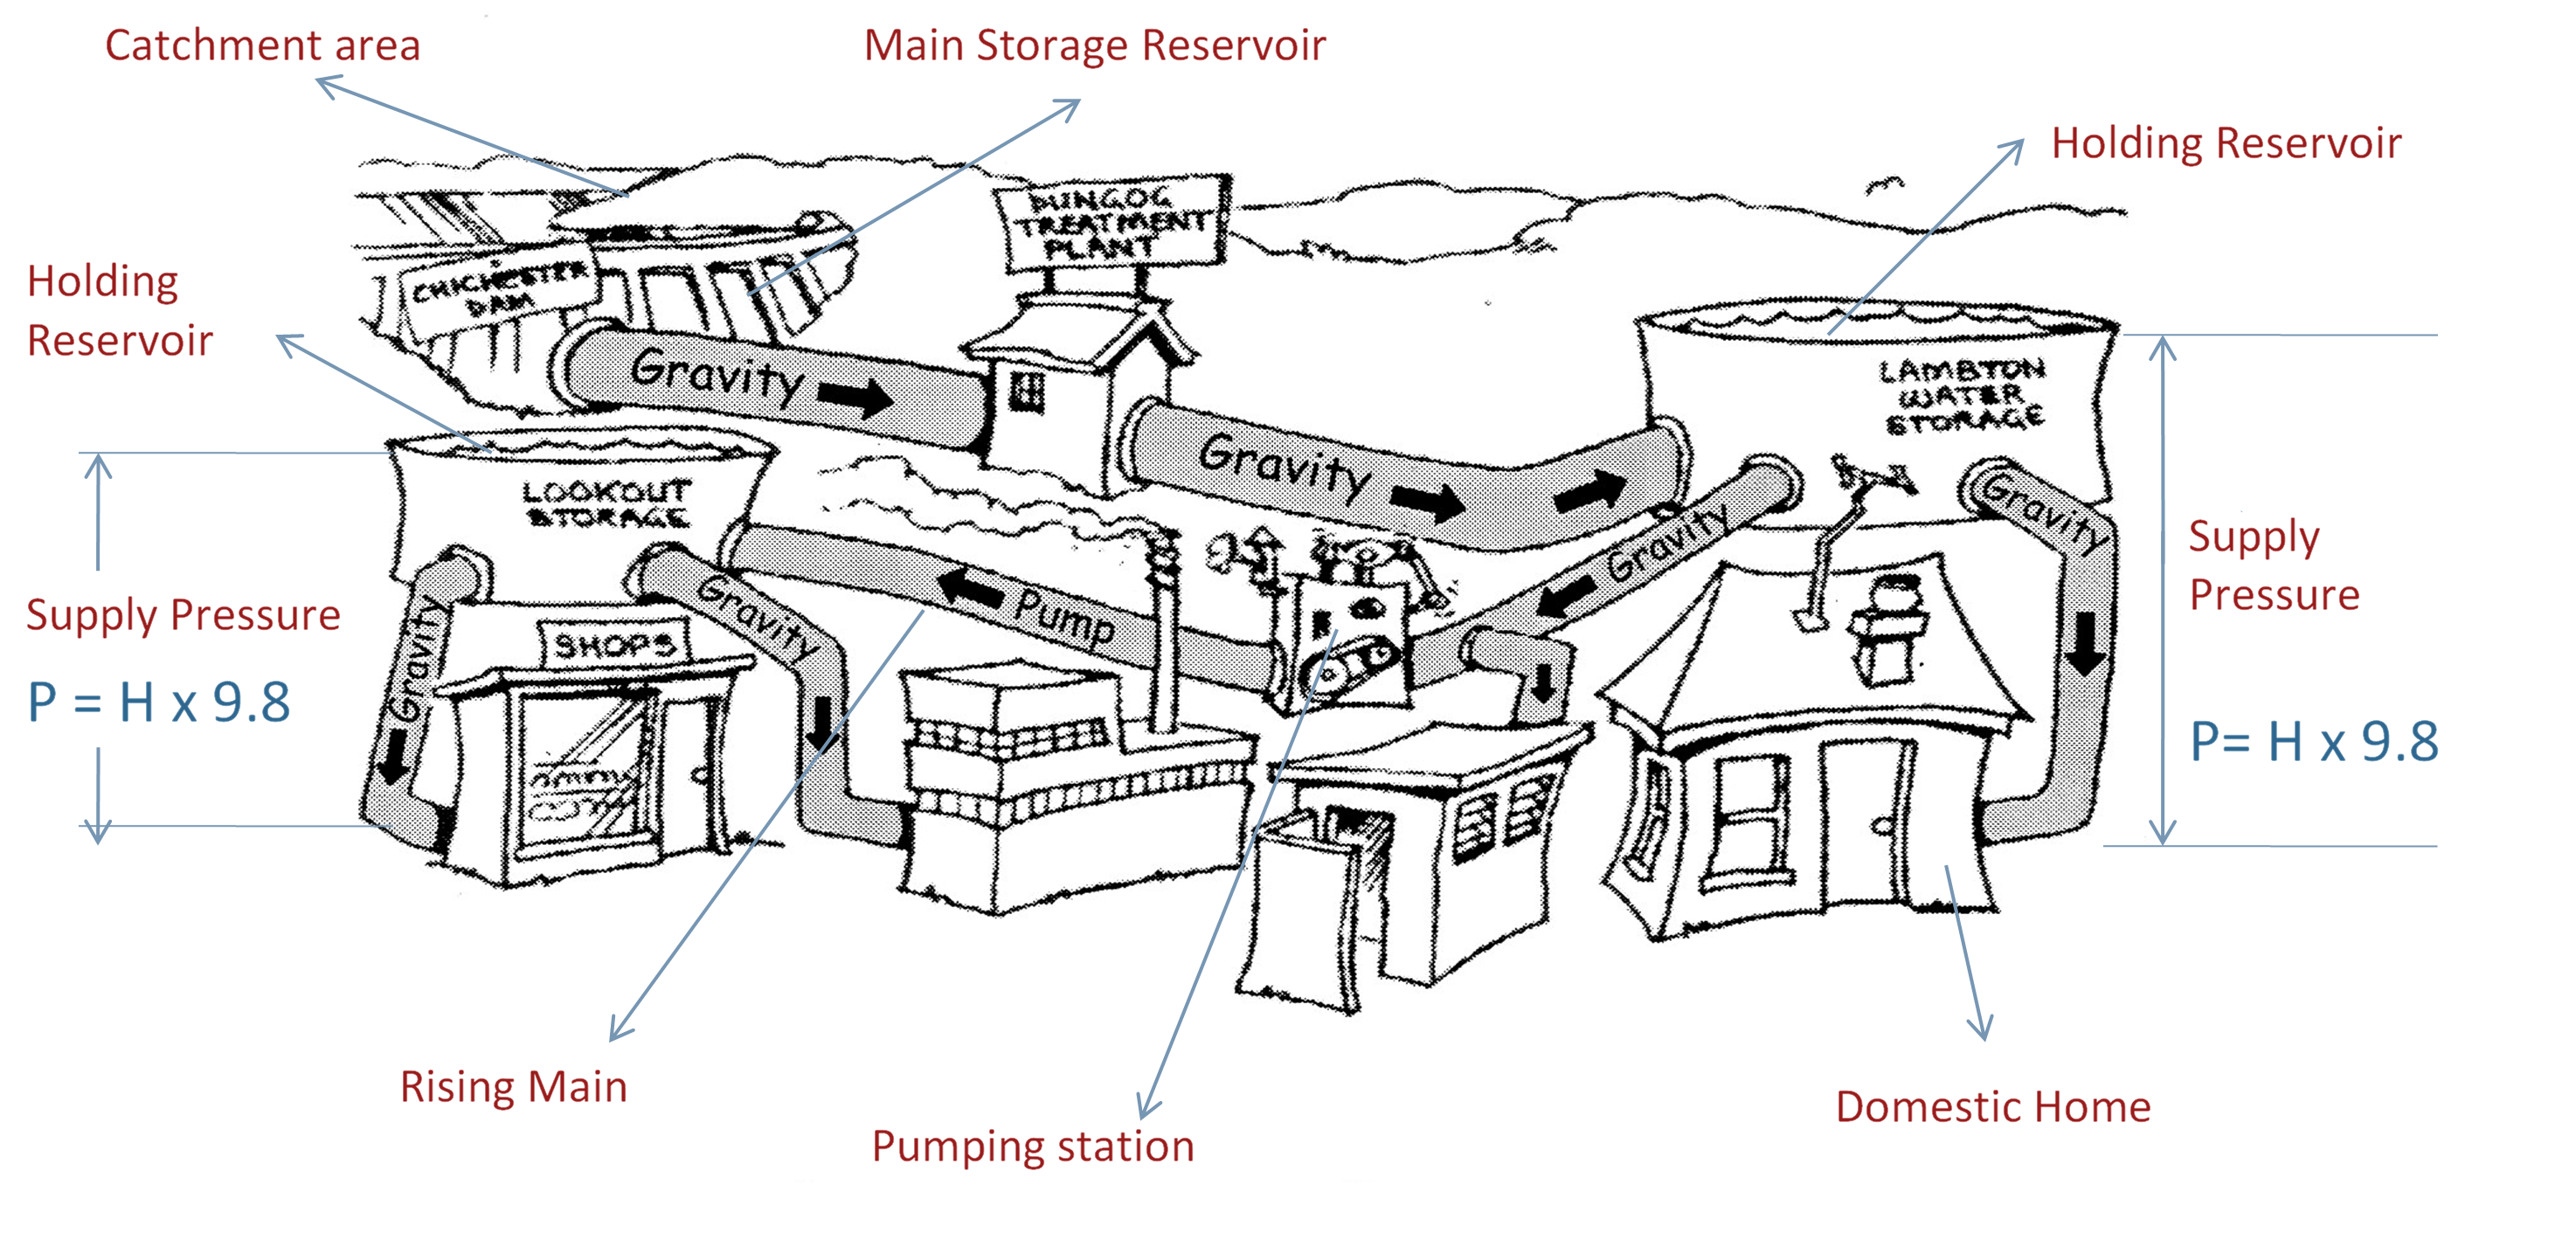 Catchment area
Main Storage Reservoir
Holding Reservoir
DUNGOG
TREATMENT
PLANT
Holding
Reservoir
CHICHESTER
DAM
Gravity
LAMBTON
WATER
STORAGE
Gravity
Gravity
Gravity
LOOKOUT
STORAGE
Supply
Pressure
Gravity
Gravity
Pump
Supply Pressure
SHOPS
P = H x 9.8
P= H x 9.8
Rising Main
Domestic Home
Pumping station